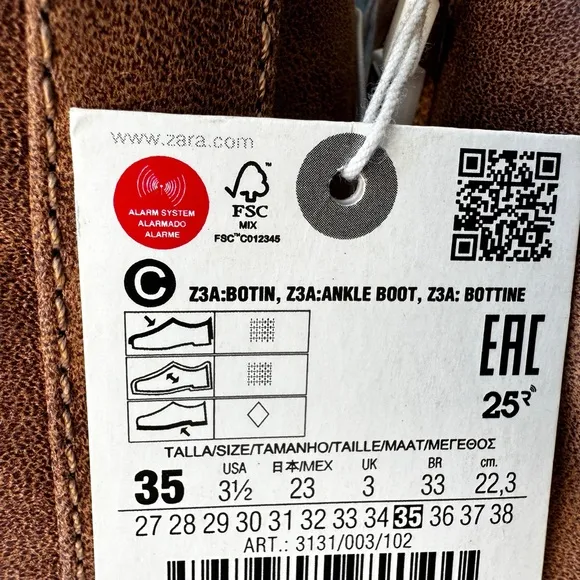 www.zara.com
ALARM SYSTEM
ALARMADO
ALARME
FSC
MIX
FSC™C012345
C Z3A:BOTIN, Z3A:ANKLE BOOT, Z3A: BOTTINE
EAC
25
TALLA/SIZE/TAMANHO/TAILLE/MAAT/ΜΕΓΕΘΟΣ
USA 日本/MEX UK BR cm.
35 3½ 23 3 33 22,3
27 28 29 30 31 32 33 34 35 36 37 38
ART.: 3131/003/102